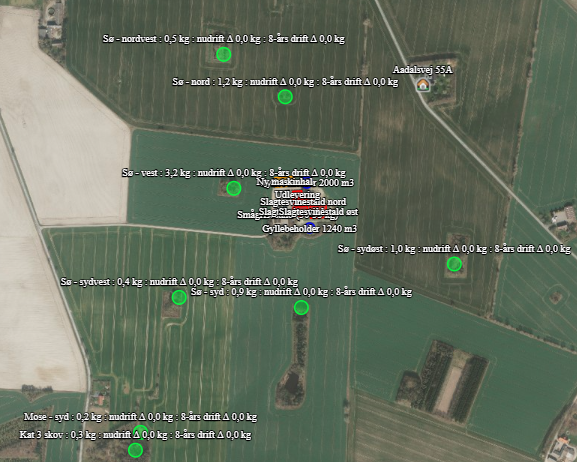 Sø - nordvest : 0,5 kg : nudrift Δ 0,0 kg : 8-års drift Δ 0,0 kg
Aadalsvej 55A
Sø - nord : 1,2 kg : nudrift Δ 0,0 kg : 8-års drift Δ 0,0 kg
Sø - vest : 3,2 kg : nudrift Δ 0,0 kg : 8-års drift Δ 0,0 kg
Ny maskinhal
2000 m3
Udlevering
Slagtesvinestald nord
Slagtesvinestald øst
Gyllebeholder 1240 m3
Sø - sydøst : 1,0 kg : nudrift Δ 0,0 kg : 8-års drift Δ 0,0 kg
Sø - sydvest : 0,4 kg : nudrift Δ 0,0 kg : 8-års drift Δ 0,0 kg
Sø - syd : 0,9 kg : nudrift Δ 0,0 kg : 8-års drift Δ 0,0 kg
Mose - syd : 0,2 kg : nudrift Δ 0,0 kg : 8-års drift Δ 0,0 kg
Kat 3 skov : 0,3 kg : nudrift Δ 0,0 kg : 8-års drift Δ 0,0 kg